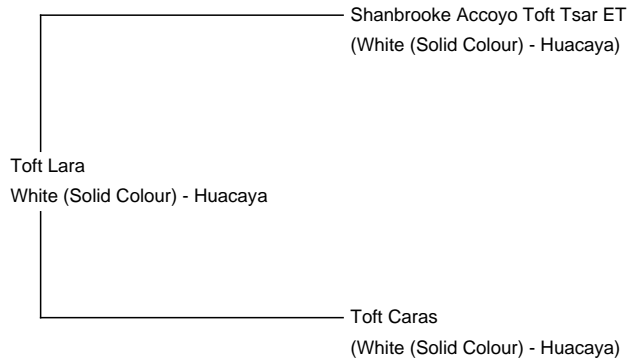 Shanbrooke Accoyo Toft Tsar ET
(White (Solid Colour) - Huacaya)
Toft Lara
White (Solid Colour) - Huacaya
Toft Caras
(White (Solid Colour) - Huacaya)